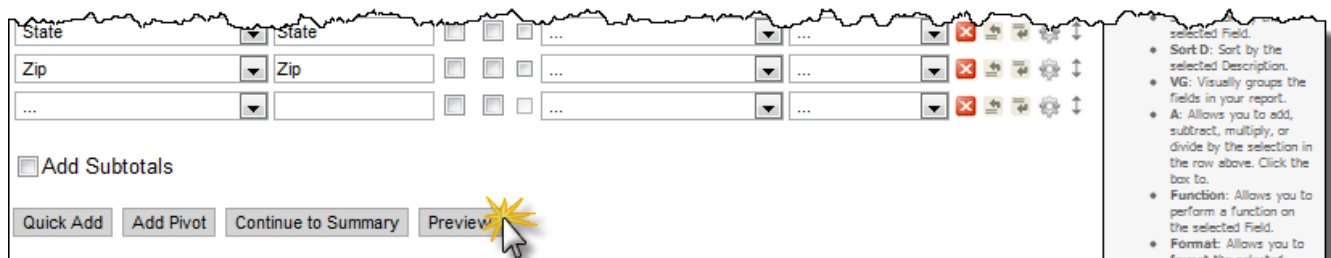 State State
selected Field.
Zip Zip ... ...
... ... ...
Add Subtotals
Quick Add Add Pivot Continue to Summary Preview
• Sort D: Sort by the
selected Description.
• VG: Visually groups the
fields in your report.
• A: Allows you to add,
subtract, multiply, or
divide by the selection in
the row above. Click the
box to.
• Function: Allows you to
perform a function on
the selected Field.
• Format: Allows you to
format the selected